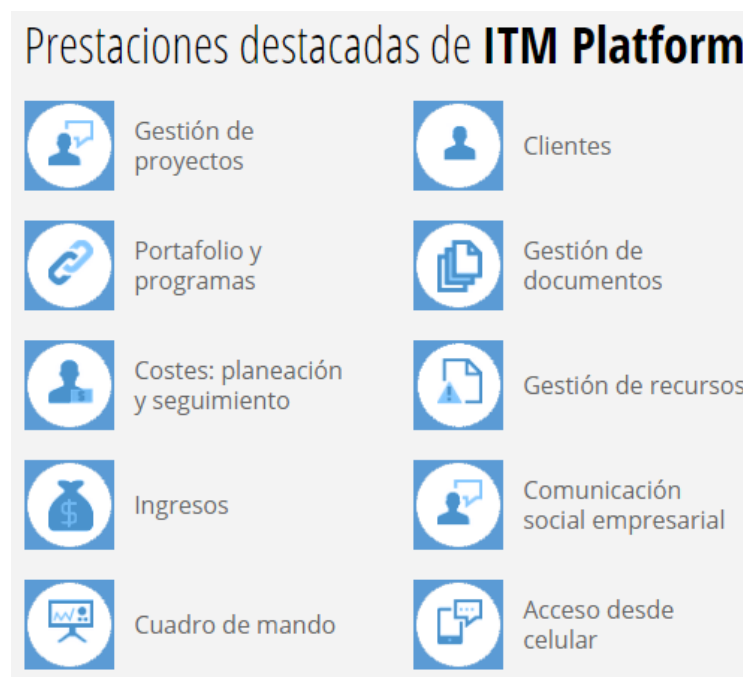 Prestaciones destacadas de ITM Platform
Gestión de
proyectos
Clientes
Portafolio y
programas
Gestión de
documentos
Costes: planeación
y seguimiento
Gestión de recursos
Ingresos
Comunicación
social empresarial
Cuadro de mando
Acceso desde
celular